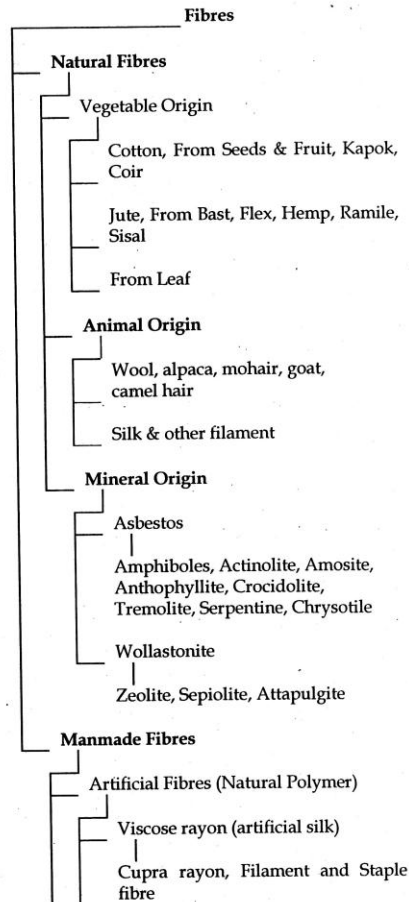 Fibres
Natural Fibres
Vegetable Origin
Cotton, From Seeds & Fruit, Kapok,
Coir
Jute, From Bast, Flex, Hemp, Ramile,
Sisal
From Leaf
Animal Origin
Wool, alpaca, mohair, goat,
camel hair
Silk & other filament
Mineral Origin
Asbestos
Amphiboles, Actinolite, Amosite,
Anthophyllite, Crocidolite,
Tremolite, Serpentine, Chrysotile
Wollastonite
Zeolite, Sepiolite, Attapulgite
Manmade Fibres
Artificial Fibres (Natural Polymer)
Viscose rayon (artificial silk)
Cupra rayon, Filament and Staple
fibre